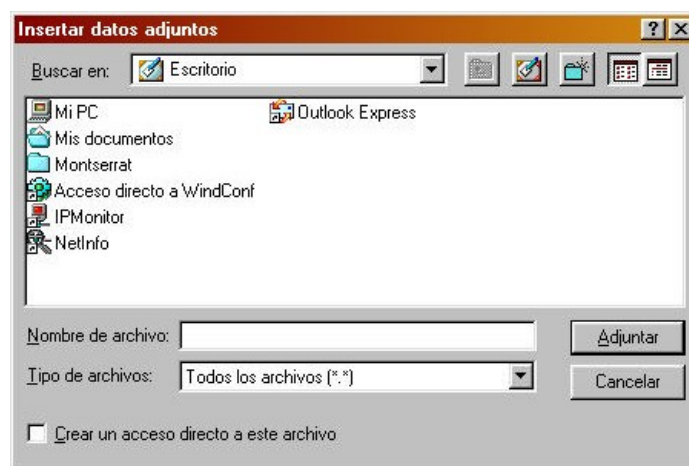 Insertar datos adjuntos
Buscar en: Escritorio
Mi PC
Mis documentos
Montserrat
Acceso directo a WindConf
IPMonitor
NetInfo
Outlook Express
Nombre de archivo:
Adjuntar
Tipo de archivos: Todos los archivos (*.*)
Cancelar
Crear un acceso directo a este archivo